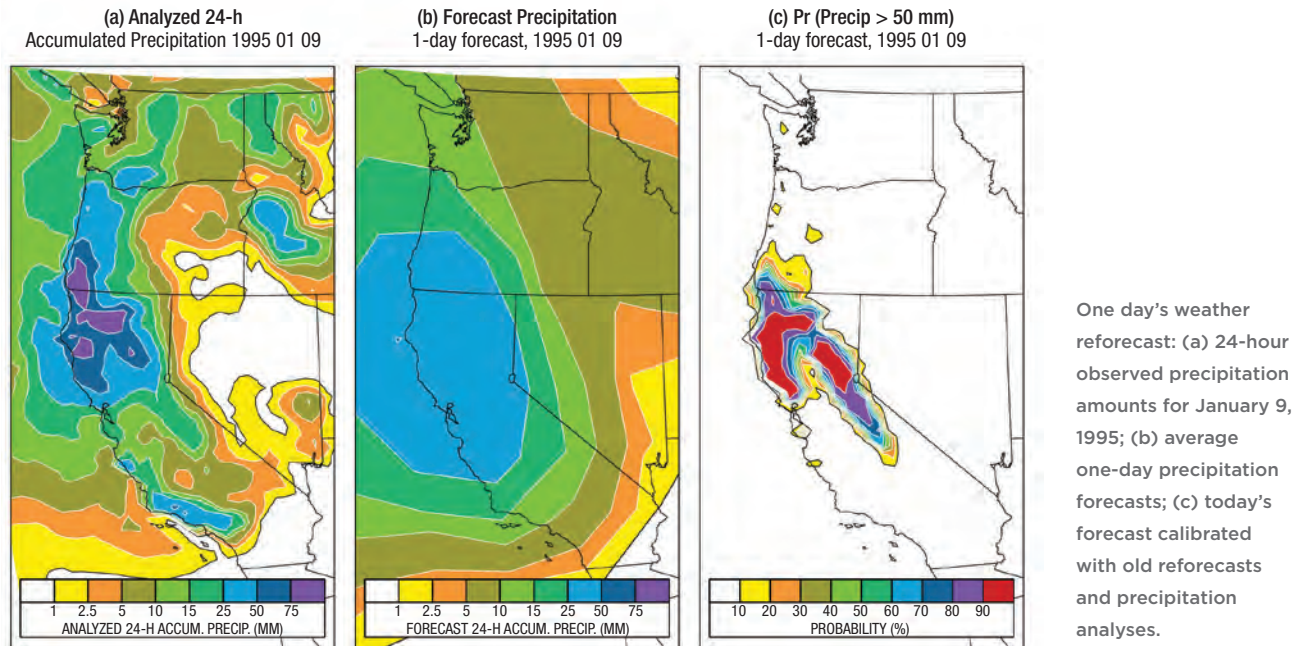 (a) Analyzed 24-h
Accumulated Precipitation 1995 01 09
(b) Forecast Precipitation
1-day forecast, 1995 01 09
(c) Pr (Precip > 50 mm)
1-day forecast, 1995 01 09
1 2.5 5 10 15 25 50 75
ANALYZED 24-H ACCUM. PRECIP. (MM)
1 2.5 5 10 15 25 50 75
FORECAST 24-H ACCUM. PRECIP. (MM)
10 20 30 40 50 60 70 80 90
PROBABILITY (%)
One day’s weather
reforecast: (a) 24-hour
observed precipitation
amounts for January 9,
1995; (b) average
one-day precipitation
forecasts; (c) today’s
forecast calibrated
with old reforecasts
and precipitation
analyses.